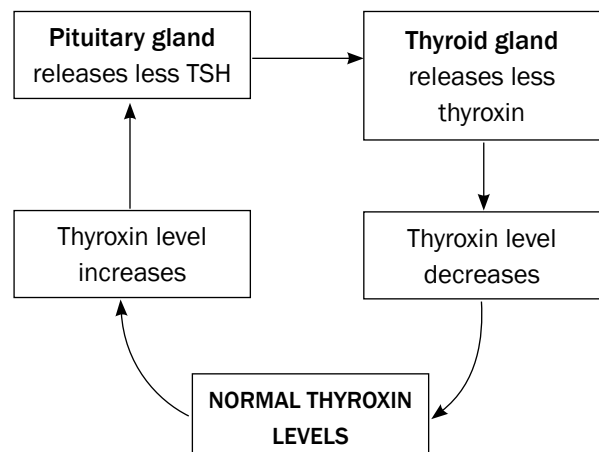 Pituitary gland
releases less TSH
Thyroid gland
releases less
thyroxin
Thyroxin level
increases
Thyroxin level
decreases
NORMAL THYROXIN
LEVELS